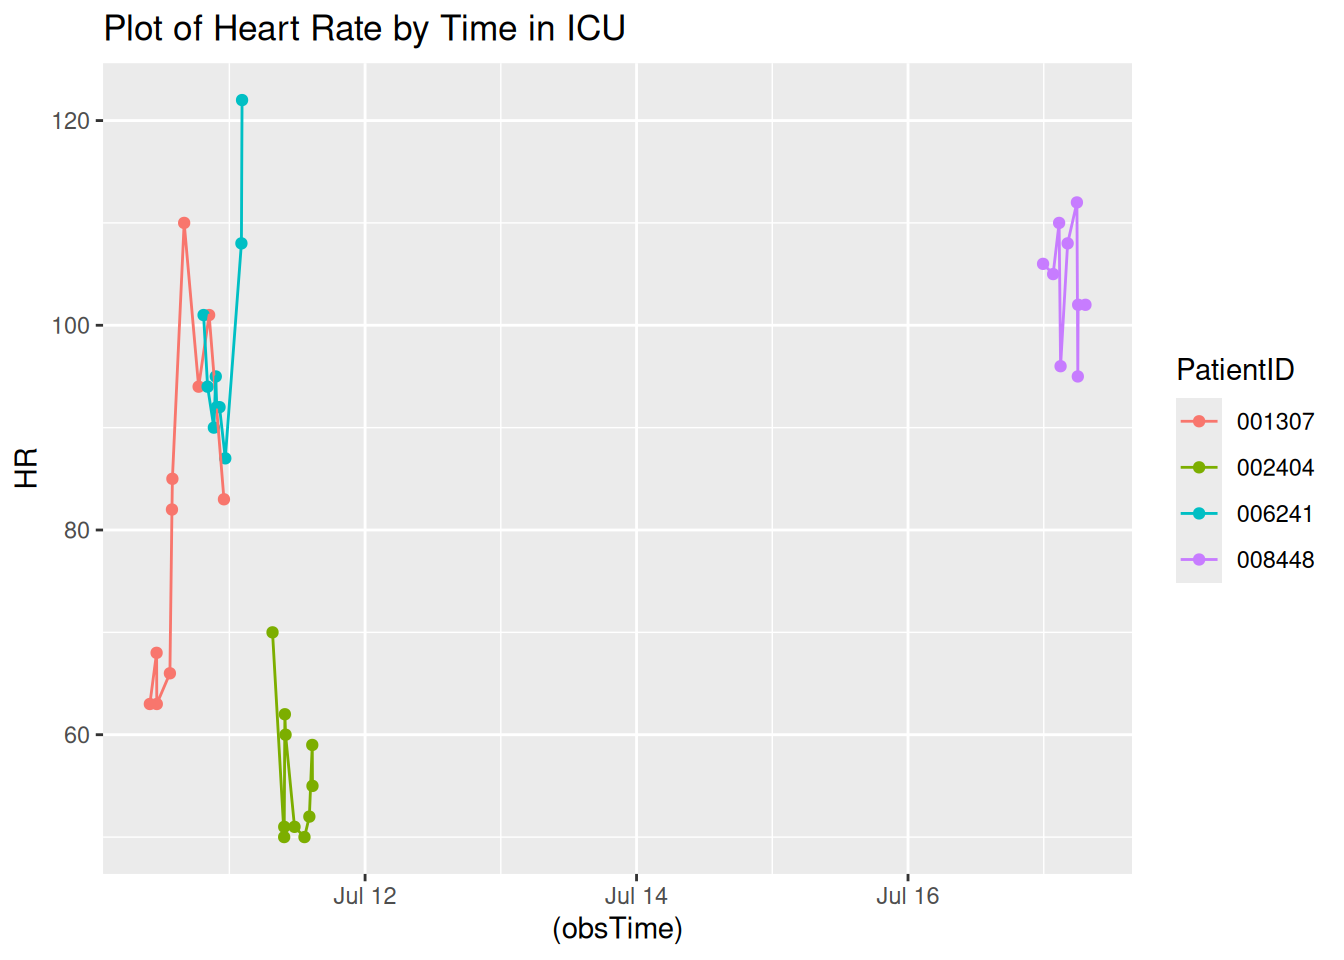 Plot of Heart Rate by Time in ICU
120
100
80
60
HR
Jul 12
Jul 14
Jul 16
(obsTime)
PatientID
001307
002404
006241
008448